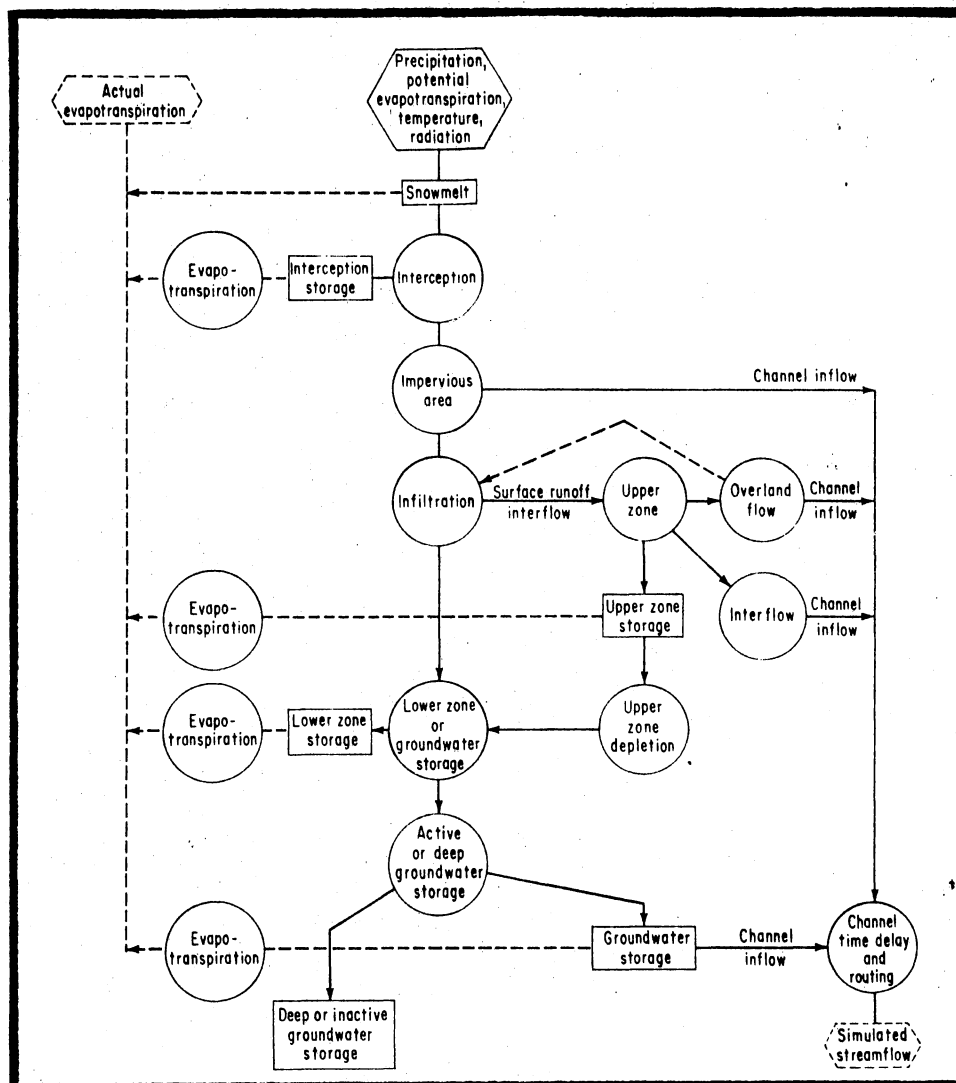 Actual
evapotranspiration
Precipitation,
potential
evapotranspiration,
temperature,
radiation
Snowmelt
Evapo-
transpiration
Interception
storage
Interception
Impervious
area
Channel inflow
Infiltration
Surface runoff
interflow
Upper
zone
Overland
flow
Channel
inflow
Evapo-
transpiration
Upper zone
storage
Interflow
Channel
inflow
Evapo-
transpiration
Lower zone
storage
Lower zone
or
groundwater
storage
Upper
zone
depletion
Active
or deep
groundwater
storage
Evapo-
transpiration
Groundwater
storage
Channel
inflow
Channel
time delay
and
routing
Deep or inactive
groundwater
storage
Simulated
streamflow